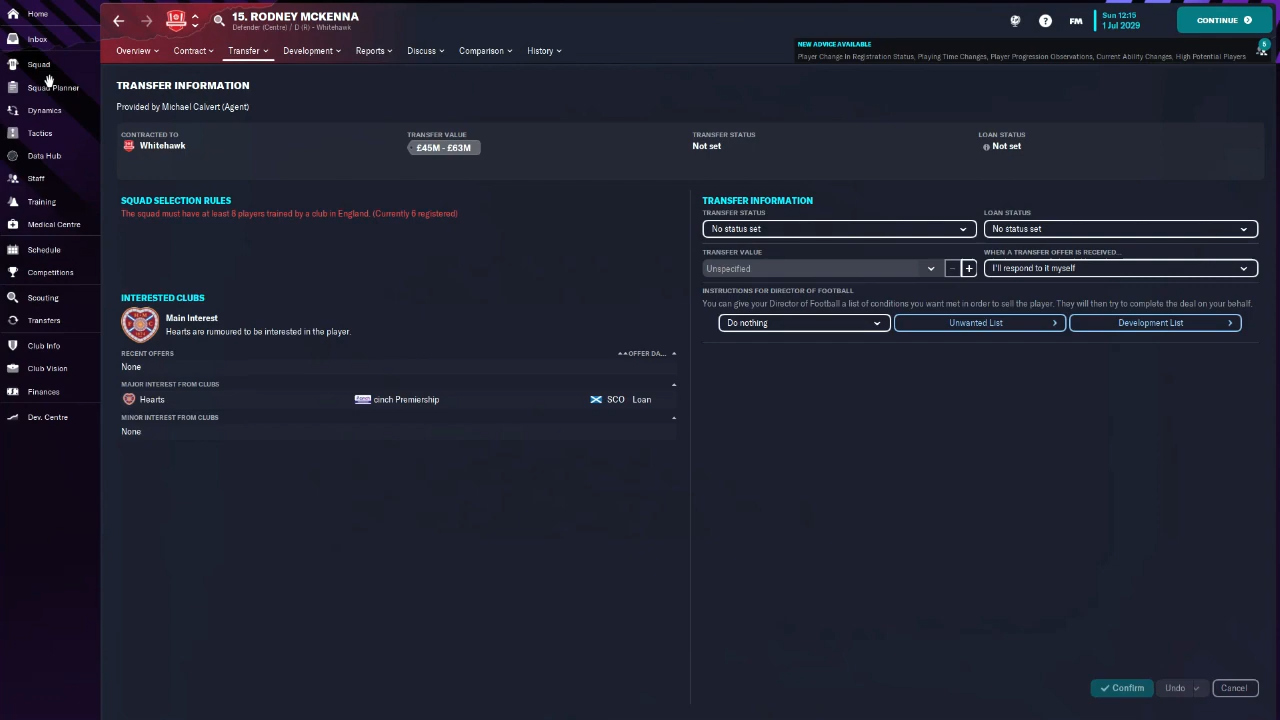 Home
Inbox
Squad
Squad Planner
Dynamics
Tactics
Data Hub
Staff
Training
Medical Centre
Schedule
Competitions
Scouting
Transfers
Club Info
Club Vision
Finances
Dev. Centre
15. RODNEY MCKENNA
Defender (Centre) / D (R) - Whitehawk
FM
Sun 12:15
1 Jul 2029
CONTINUE
Overview Contract Transfer Development Reports Discuss Comparison History
NEW ADVICE AVAILABLE
Player Change In Registration Status, Playing Time Changes, Player Progression Observations, Current Ability Changes, High Potential Players
TRANSFER INFORMATION
Provided by Michael Calvert (Agent)
CONTRACTED TO TRANSFER VALUE TRANSFER STATUS LOAN STATUS
Whitehawk £45M - £63M Not set Not set
SQUAD SELECTION RULES
The squad must have at least 8 players trained by a club in England. (Currently 6 registered)
INTERESTED CLUBS
Main Interest
Hearts are rumoured to be interested in the player.
RECENT OFFERS OFFER DA...
None
MAJOR INTEREST FROM CLUBS
Hearts cinch Premiership SCO Loan
MINOR INTEREST FROM CLUBS
None
TRANSFER INFORMATION
TRANSFER STATUS LOAN STATUS
No status set No status set
TRANSFER VALUE WHEN A TRANSFER OFFER IS RECEIVED...
Unspecified - + I'll respond to it myself
INSTRUCTIONS FOR DIRECTOR OF FOOTBALL
You can give your Director of Football a list of conditions you want met in order to sell the player. They will then try to complete the deal on your behalf.
Do nothing Unwanted List Development List
Confirm Undo Cancel